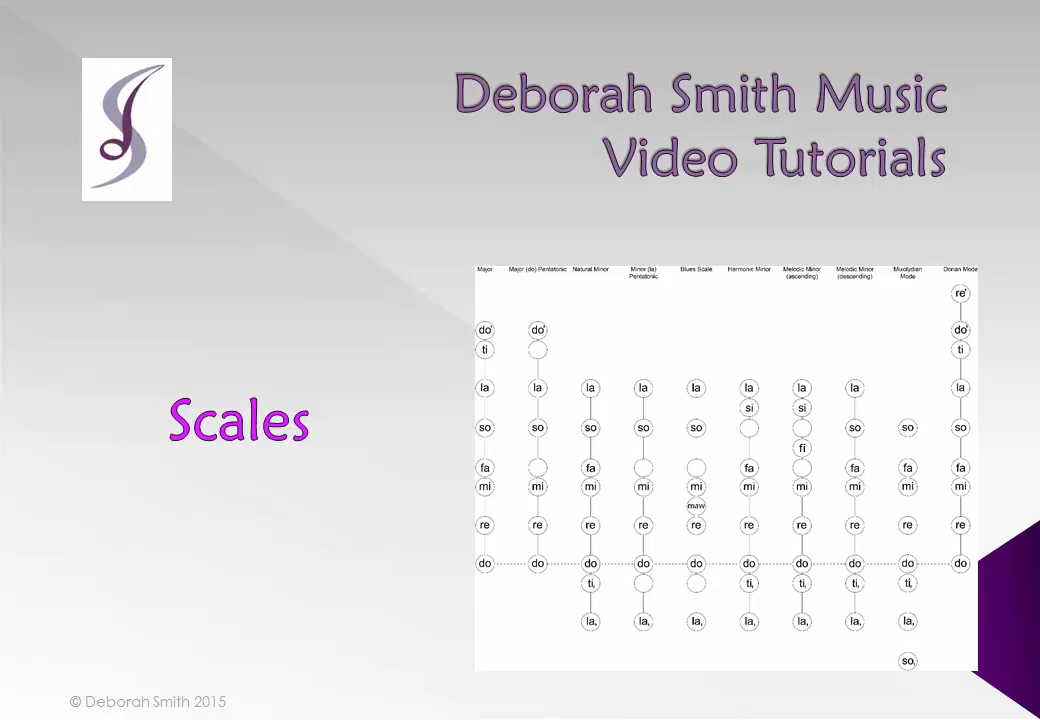 Deborah Smith Music
Video Tutorials
Scales
Major Major (do) Pentatonic Natural Minor Minor (la) Blues Scale Harmonic Minor Melodic Minor Melodic Minor Mixolydian Dorian Mode
Pentatonic (ascending) (descending) Mode
re'
do' do' do'
ti ti
la la la la la la la la la
si si
so so so so so so so so
fi
fa fa fa fa fa fa
mi mi mi mi mi mi mi mi mi mi
maw
re re re re re re re re re re
do do do do do do do do do do
ti, ti, ti, ti, ti,
la, la, la, la, la, la, la,
so,
© Deborah Smith 2015